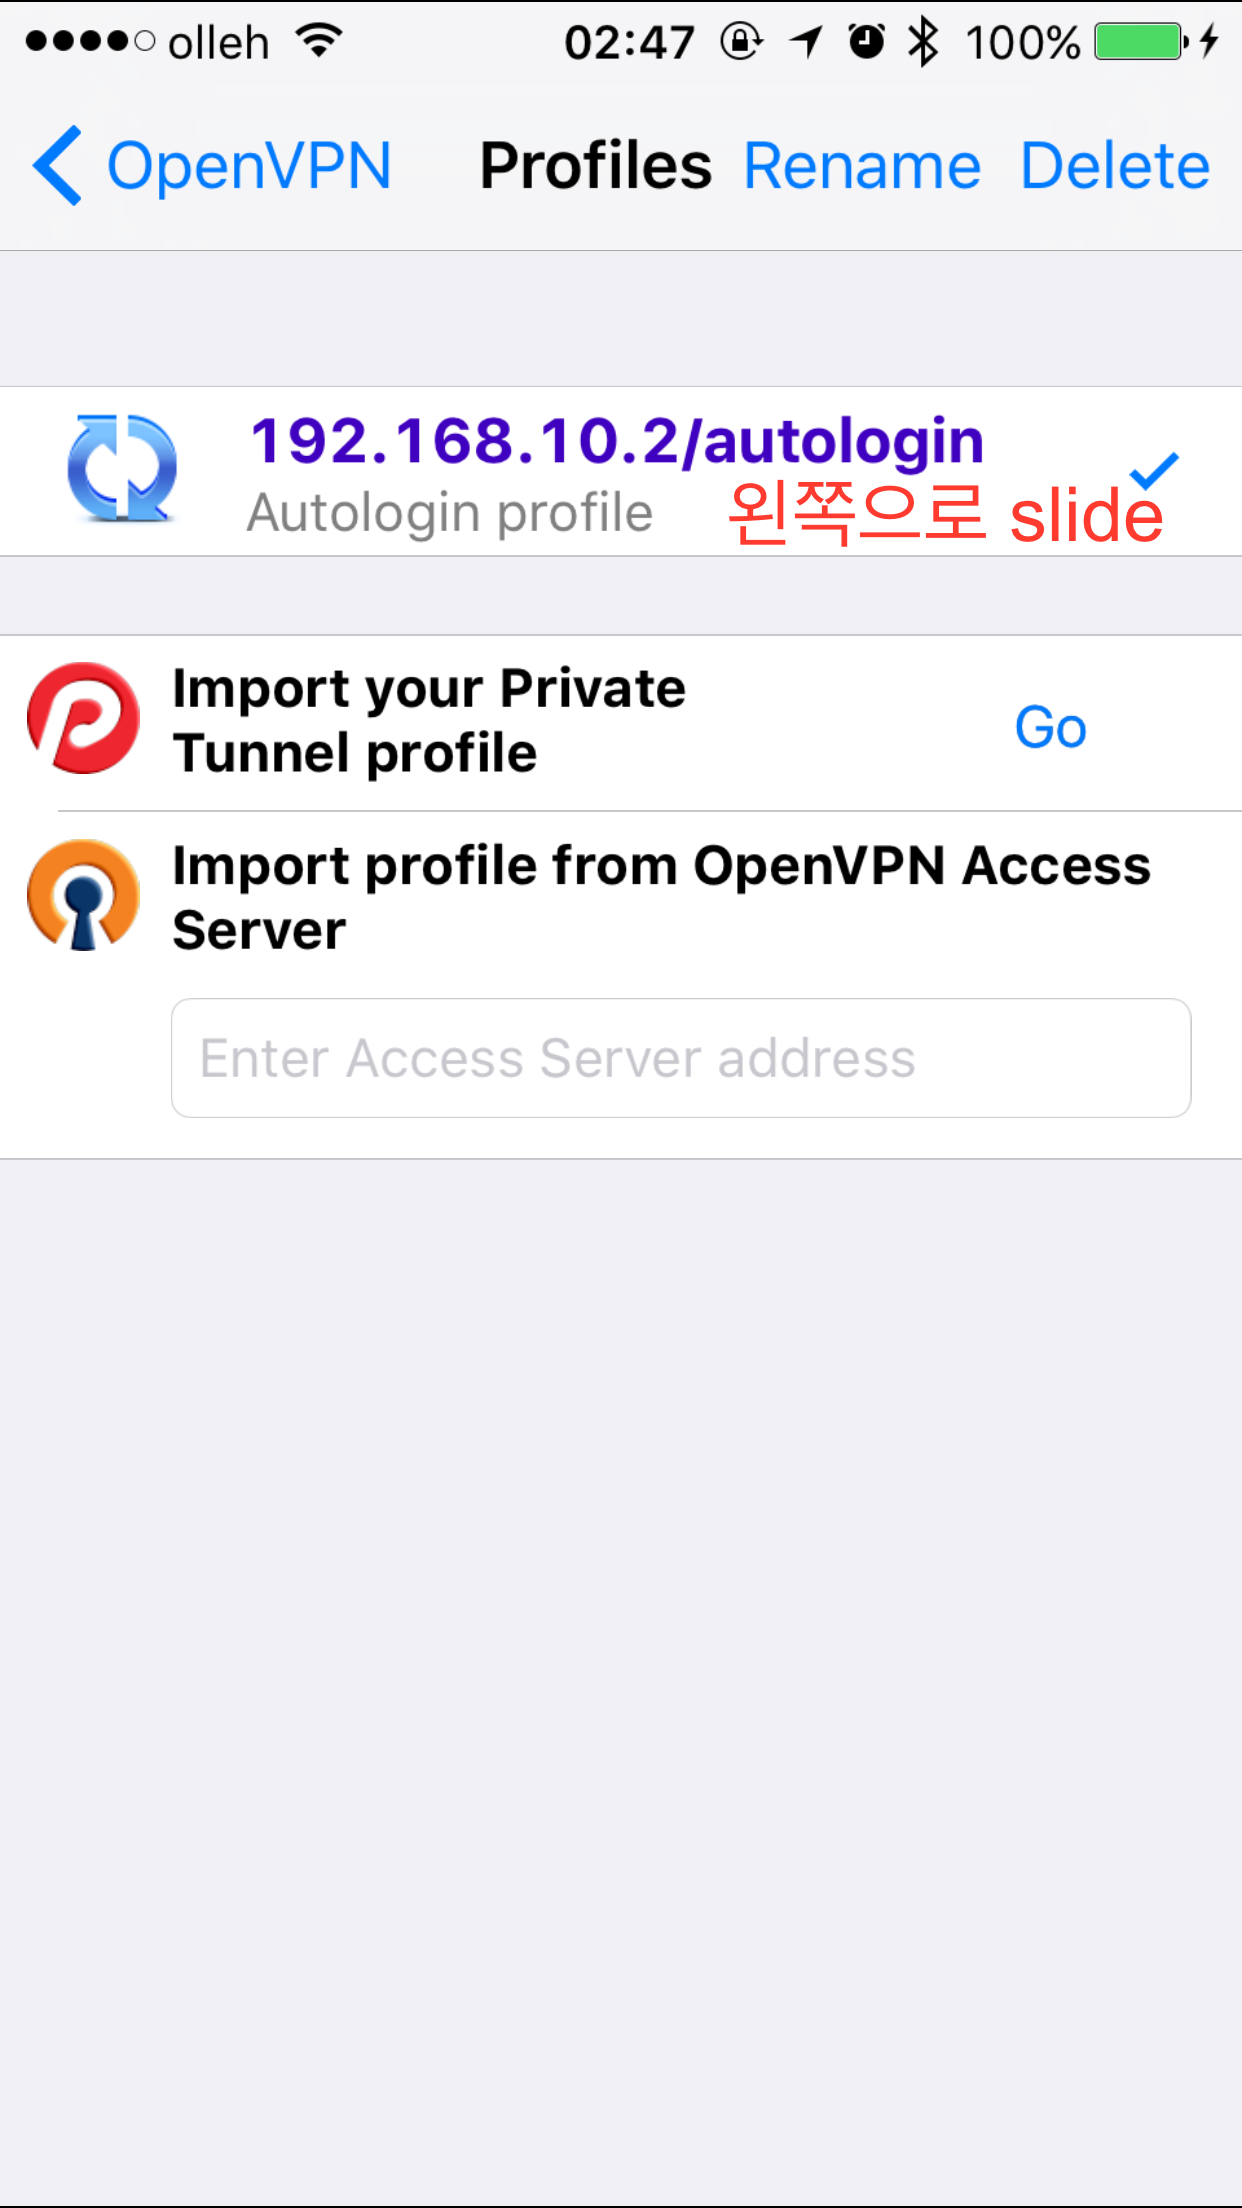 olleh 02:47 100%
OpenVPN Profiles Rename Delete
192.168.10.2/autologin
Autologin profile 왼쪽으로 slide
Import your Private
Tunnel profile
Go
Import profile from OpenVPN Access
Server
Enter Access Server address